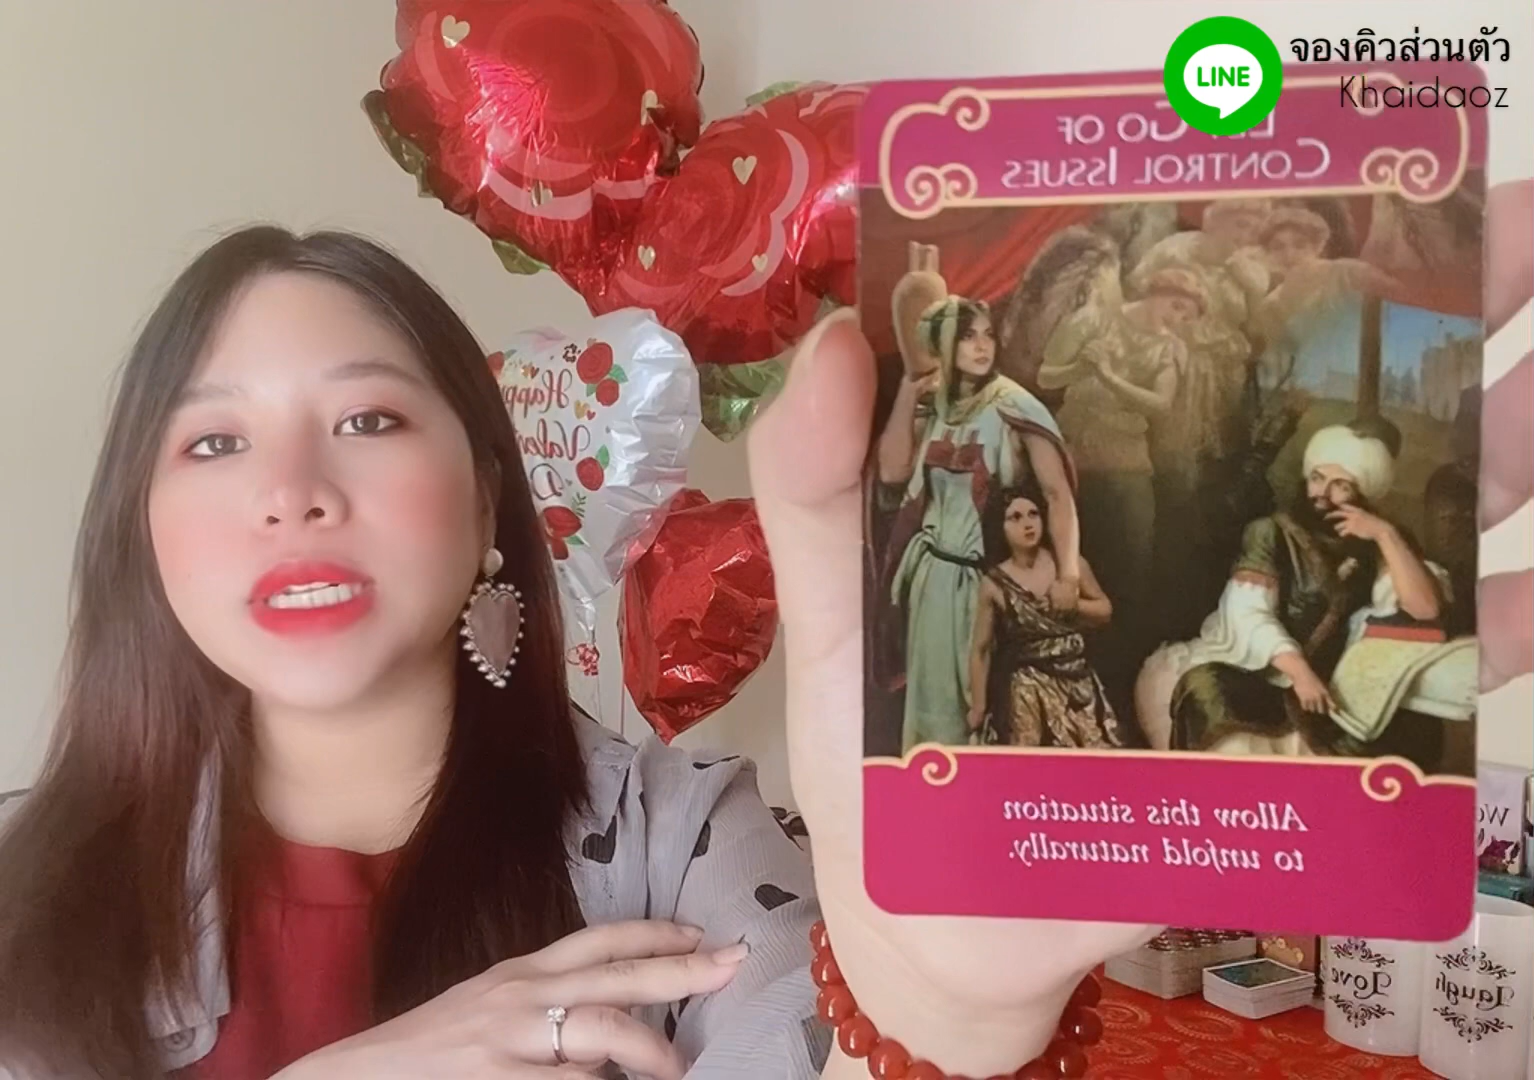 LINE
จองคิวส่วนตัว
Khaidaoz
GO OF
CONTROL ISSUES
Happy
Allow this situation
to unfold naturally.
Love
Laugh